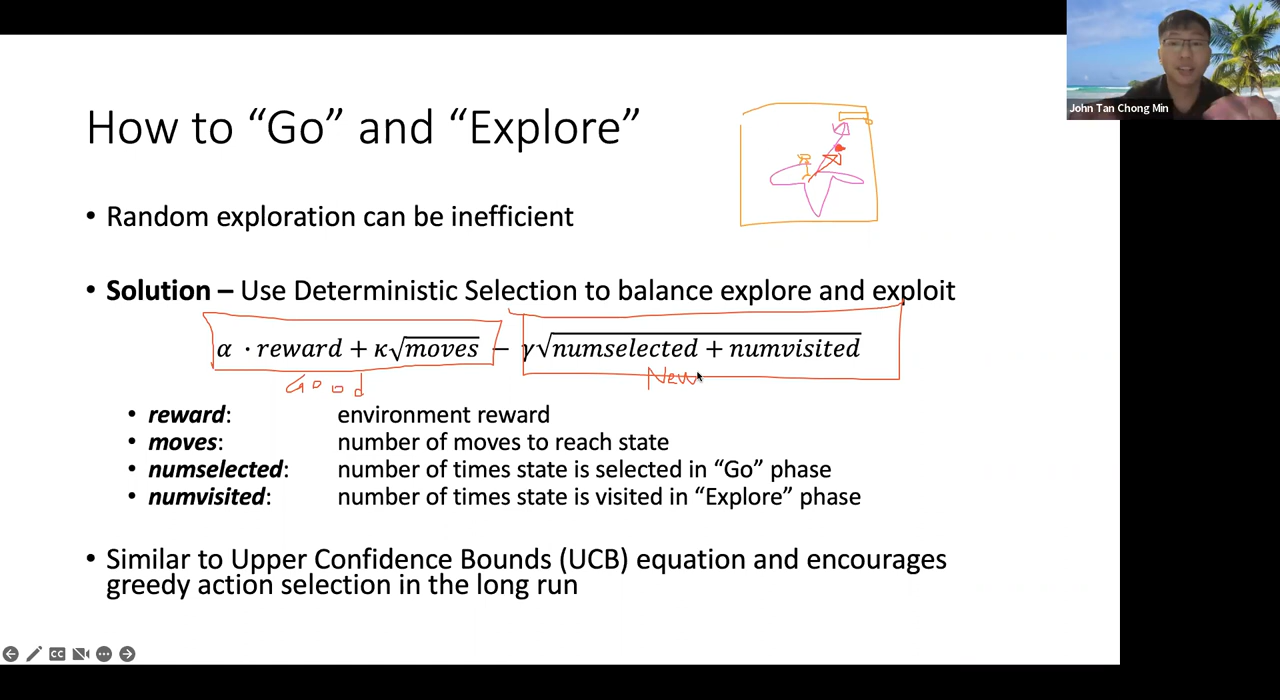 John Tan Chong Min
How to “Go” and “Explore”
• Random exploration can be inefficient
• Solution – Use Deterministic Selection to balance explore and exploit
α · reward + κ√moves − γ√numselected + numvisited
Good
New
• reward: environment reward
• moves: number of moves to reach state
• numselected: number of times state is selected in “Go” phase
• numvisited: number of times state is visited in “Explore” phase
• Similar to Upper Confidence Bounds (UCB) equation and encourages
greedy action selection in the long run
CC